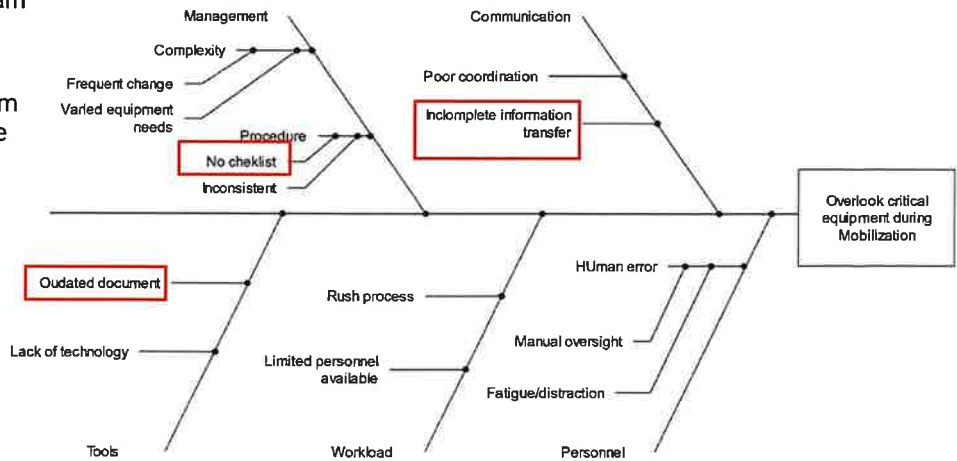 am
m
e
Management
Complexity
Frequent change
Varied equipment
needs
Procedure
No cheklist
Inconsistent
Communication
Poor coordination
Inclomplete information
transfer
Overlook critical
equipment during
Mobilization
Oudated document
Lack of technology
Tools
Rush process
Limited personnel
available
Workload
HUman error
Manual oversight
Fatigue/distraction
Personnel